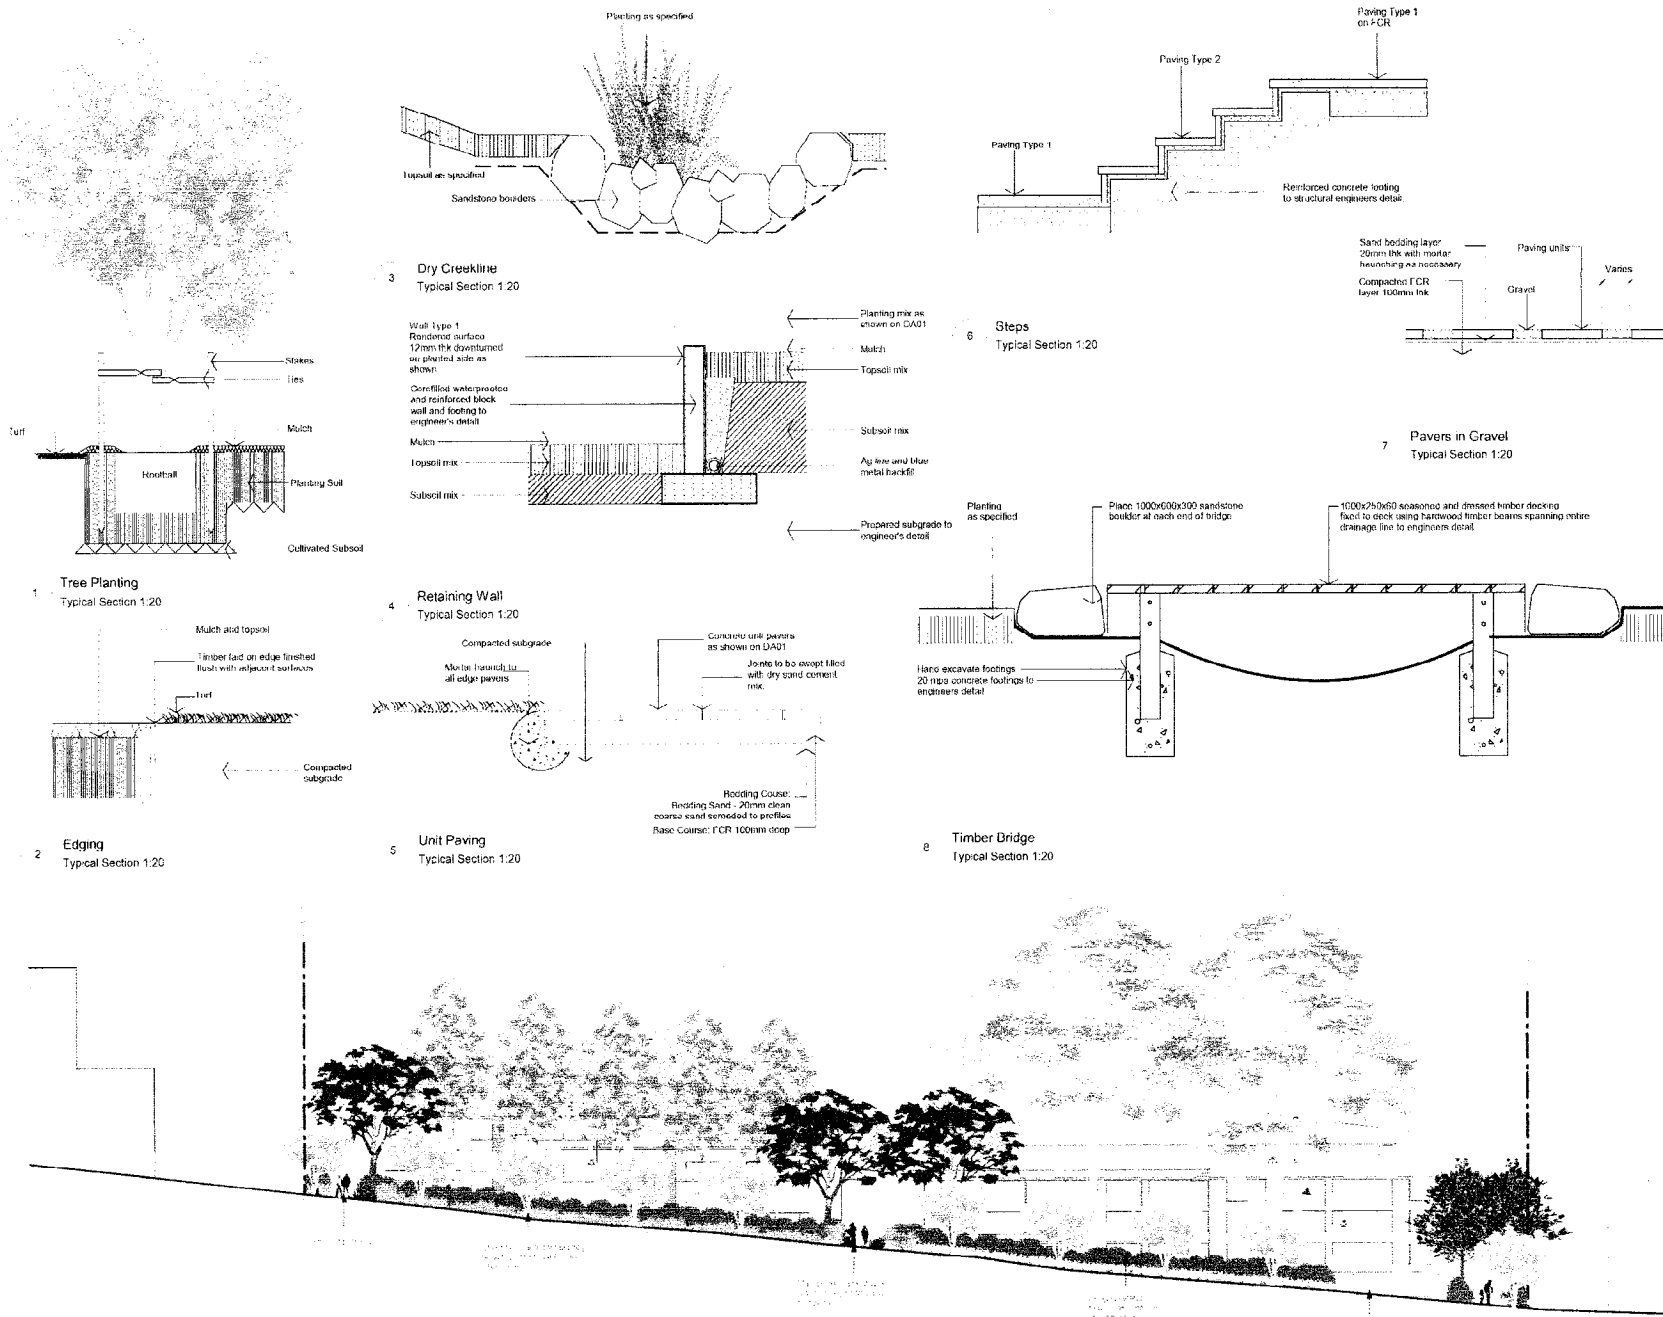 Planting as specified
Topsoil as specified
Sandstone boulders
3
Dry Creekline
Typical Section 1:20
Paving Type 1
on FCR
Paving Type 2
Paving Type 1
Reinforced concrete footing
to structural engineers detail
6
Steps
Typical Section 1:20
Sand bedding layer
20mm thk with mortar
haunching as necessary
Compacted FCR
layer 100mm thk
Paving units
Gravel
Varies
7
Pavers in Gravel
Typical Section 1:20
Stakes
Ties
Turf
Mulch
Rootball
Planting Soil
Cultivated Subsoil
1
Tree Planting
Typical Section 1:20
Wall Type 1
Rendered surface
12mm thk downturned
on planted side as
shown
Corefilled waterproofed
and reinforced block
wall and footing to
engineer's detail
Mulch
Topsoil mix
Subsoil mix
Planting mix as
shown on DA01
Mulch
Topsoil mix
Subsoil mix
Ag line and blue
metal backfill
Prepared subgrade to
engineer's detail
4
Retaining Wall
Typical Section 1:20
Planting
as specified
Place 1000x600x300 sandstone
boulder at each end of bridge
1000x250x60 seasoned and dressed timber decking
fixed to deck using hardwood timber beams spanning entire
drainage line to engineers detail
Hand excavate footings
20 mpa concrete footings to
engineers detail
8
Timber Bridge
Typical Section 1:20
Mulch and topsoil
Timber laid on edge finished
flush with adjacent surfaces
Turf
Compacted
subgrade
2
Edging
Typical Section 1:20
Compacted subgrade
Mortar haunch to
all edge pavers
Concrete unit pavers
as shown on DA01
Joints to be swept filled
with dry sand cement
mix.
Bedding Couse:
Bedding Sand - 20mm clean
coarse sand screeded to profiles
Base Course: FCR 100mm deep
5
Unit Paving
Typical Section 1:20